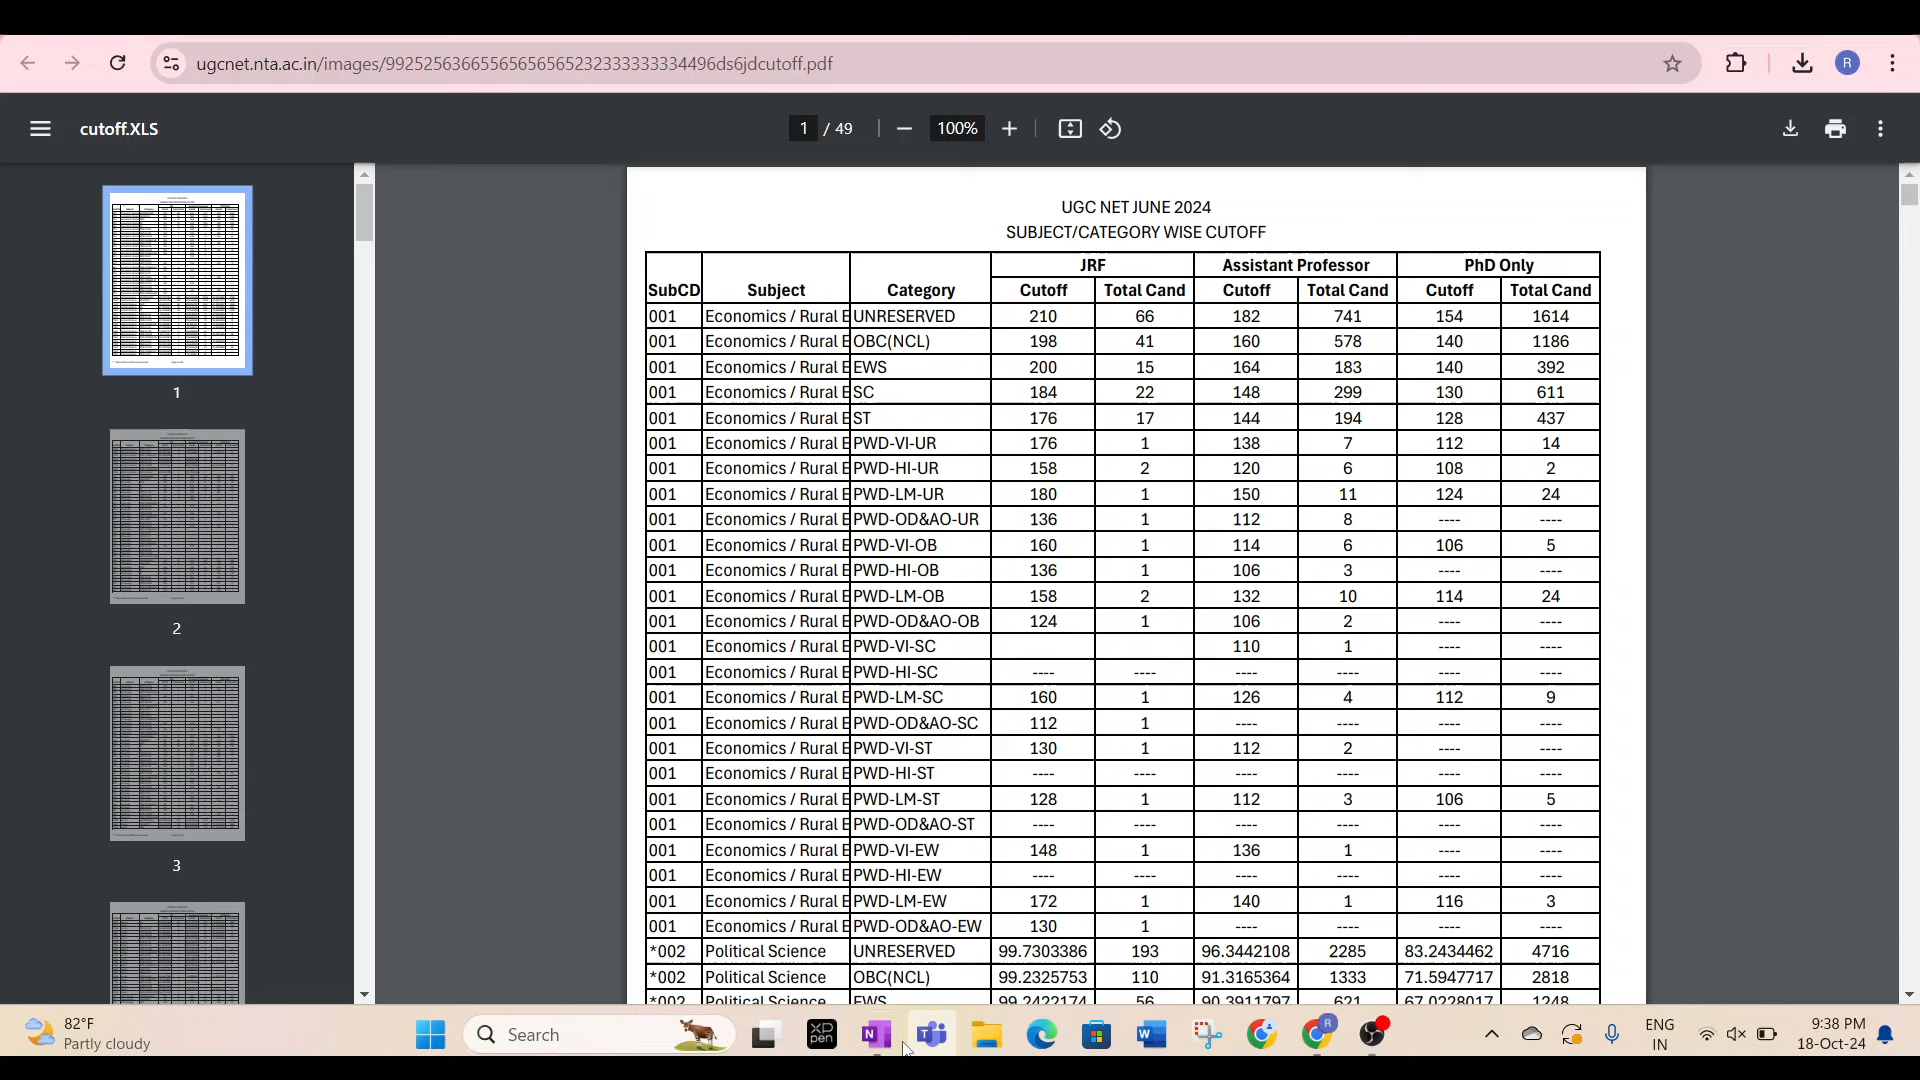 ugcnet.nta.ac.in/images/992525636655656565652323333333344​96ds6jdcutoff.pdf
R
cutoff.XLS
1 / 49
100%
1
2
3
UGC NET JUNE 2024
SUBJECT/CATEGORY WISE CUTOFF
JRF Assistant Professor PhD Only
SubCD Subject Category Cutoff Total Cand Cutoff Total Cand Cutoff Total Cand
001 Economics / Rural E UNRESERVED 210 66 182 741 154 1614
001 Economics / Rural E OBC(NCL) 198 41 160 578 140 1186
001 Economics / Rural E EWS 200 15 164 183 140 392
001 Economics / Rural E SC 184 22 148 299 130 611
001 Economics / Rural E ST 176 17 144 194 128 437
001 Economics / Rural E PWD-VI-UR 176 1 138 7 112 14
001 Economics / Rural E PWD-HI-UR 158 2 120 6 108 2
001 Economics / Rural E PWD-LM-UR 180 1 150 11 124 24
001 Economics / Rural E PWD-OD&AO-UR 136 1 112 8 ---- ----
001 Economics / Rural E PWD-VI-OB 160 1 114 6 106 5
001 Economics / Rural E PWD-HI-OB 136 1 106 3 ---- ----
001 Economics / Rural E PWD-LM-OB 158 2 132 10 114 24
001 Economics / Rural E PWD-OD&AO-OB 124 1 106 2 ---- ----
001 Economics / Rural E PWD-VI-SC 110 1 ---- ----
001 Economics / Rural E PWD-HI-SC ---- ---- ---- ---- ---- ----
001 Economics / Rural E PWD-LM-SC 160 1 126 4 112 9
001 Economics / Rural E PWD-OD&AO-SC 112 1 ---- ---- ---- ----
001 Economics / Rural E PWD-VI-ST 130 1 112 2 ---- ----
001 Economics / Rural E PWD-HI-ST ---- ---- ---- ---- ---- ----
001 Economics / Rural E PWD-LM-ST 128 1 112 3 106 5
001 Economics / Rural E PWD-OD&AO-ST ---- ---- ---- ---- ---- ----
001 Economics / Rural E PWD-VI-EW 148 1 136 1 ---- ----
001 Economics / Rural E PWD-HI-EW ---- ---- ---- ---- ---- ----
001 Economics / Rural E PWD-LM-EW 172 1 140 1 116 3
001 Economics / Rural E PWD-OD&AO-EW 130 1 ---- ---- ---- ----
*002 Political Science UNRESERVED 99.7303386 193 96.3442108 2285 83.2434462 4716
*002 Political Science OBC(NCL) 99.2325753 110 91.3165364 1333 71.5947717 2818
*002 Political Science EWS 99.2422174 56 90.3911797 621 67.0228017 1248
82°F
Partly cloudy
Search
XP
pen
N
T
W
R
ENG
IN
9:38 PM
18-Oct-24